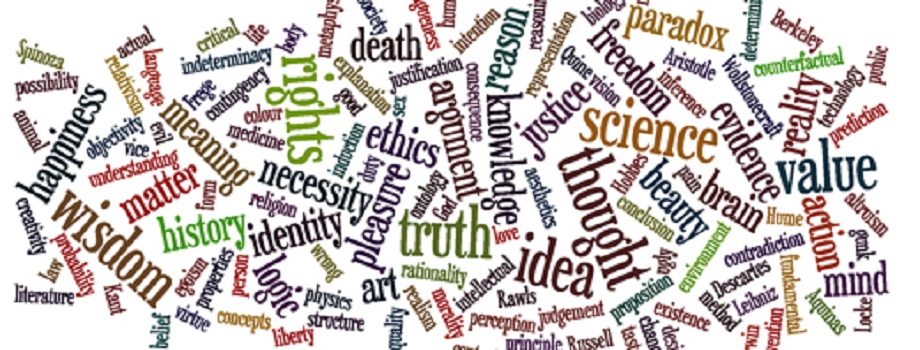 Spinoza
possibility
animal
happiness
actual
language
relativism
objectivity
vice
evil
understanding
matter
form
creativity
wisdom
law
probability
literature
Kant
belief
virtue
egoism
properties
concepts
person
liberty
history
meaning
Frege
contingency
critical
life
indeterminacy
colour
medicine
religion
body
rights
society
metaphysics
explanation
good
sex
death
justification
intuition
duty
ethics
necessity
identity
logic
physics
structure
wrong
pleasure
art
ontology
God
truth
rationality
realism
morality
intellectual
Rawls
perception
judgement
principle
Russell
argument
consequence
intention
reason
knowledge
love
idea
aesthetics
representation
biology
Quine
vision
justice
freedom
paradox
Aristotle
inference
science
thought
Hobbes
pain
beauty
conclusion
proposition
existence
environment
Wollstonecraft
evidence
brain
Hume
contradiction
Descartes
method
Leibniz
fundamental
Aquinas
Locke
mind
action
altruism
value
prediction
reality
technology
public
counterfactual
Berkeley